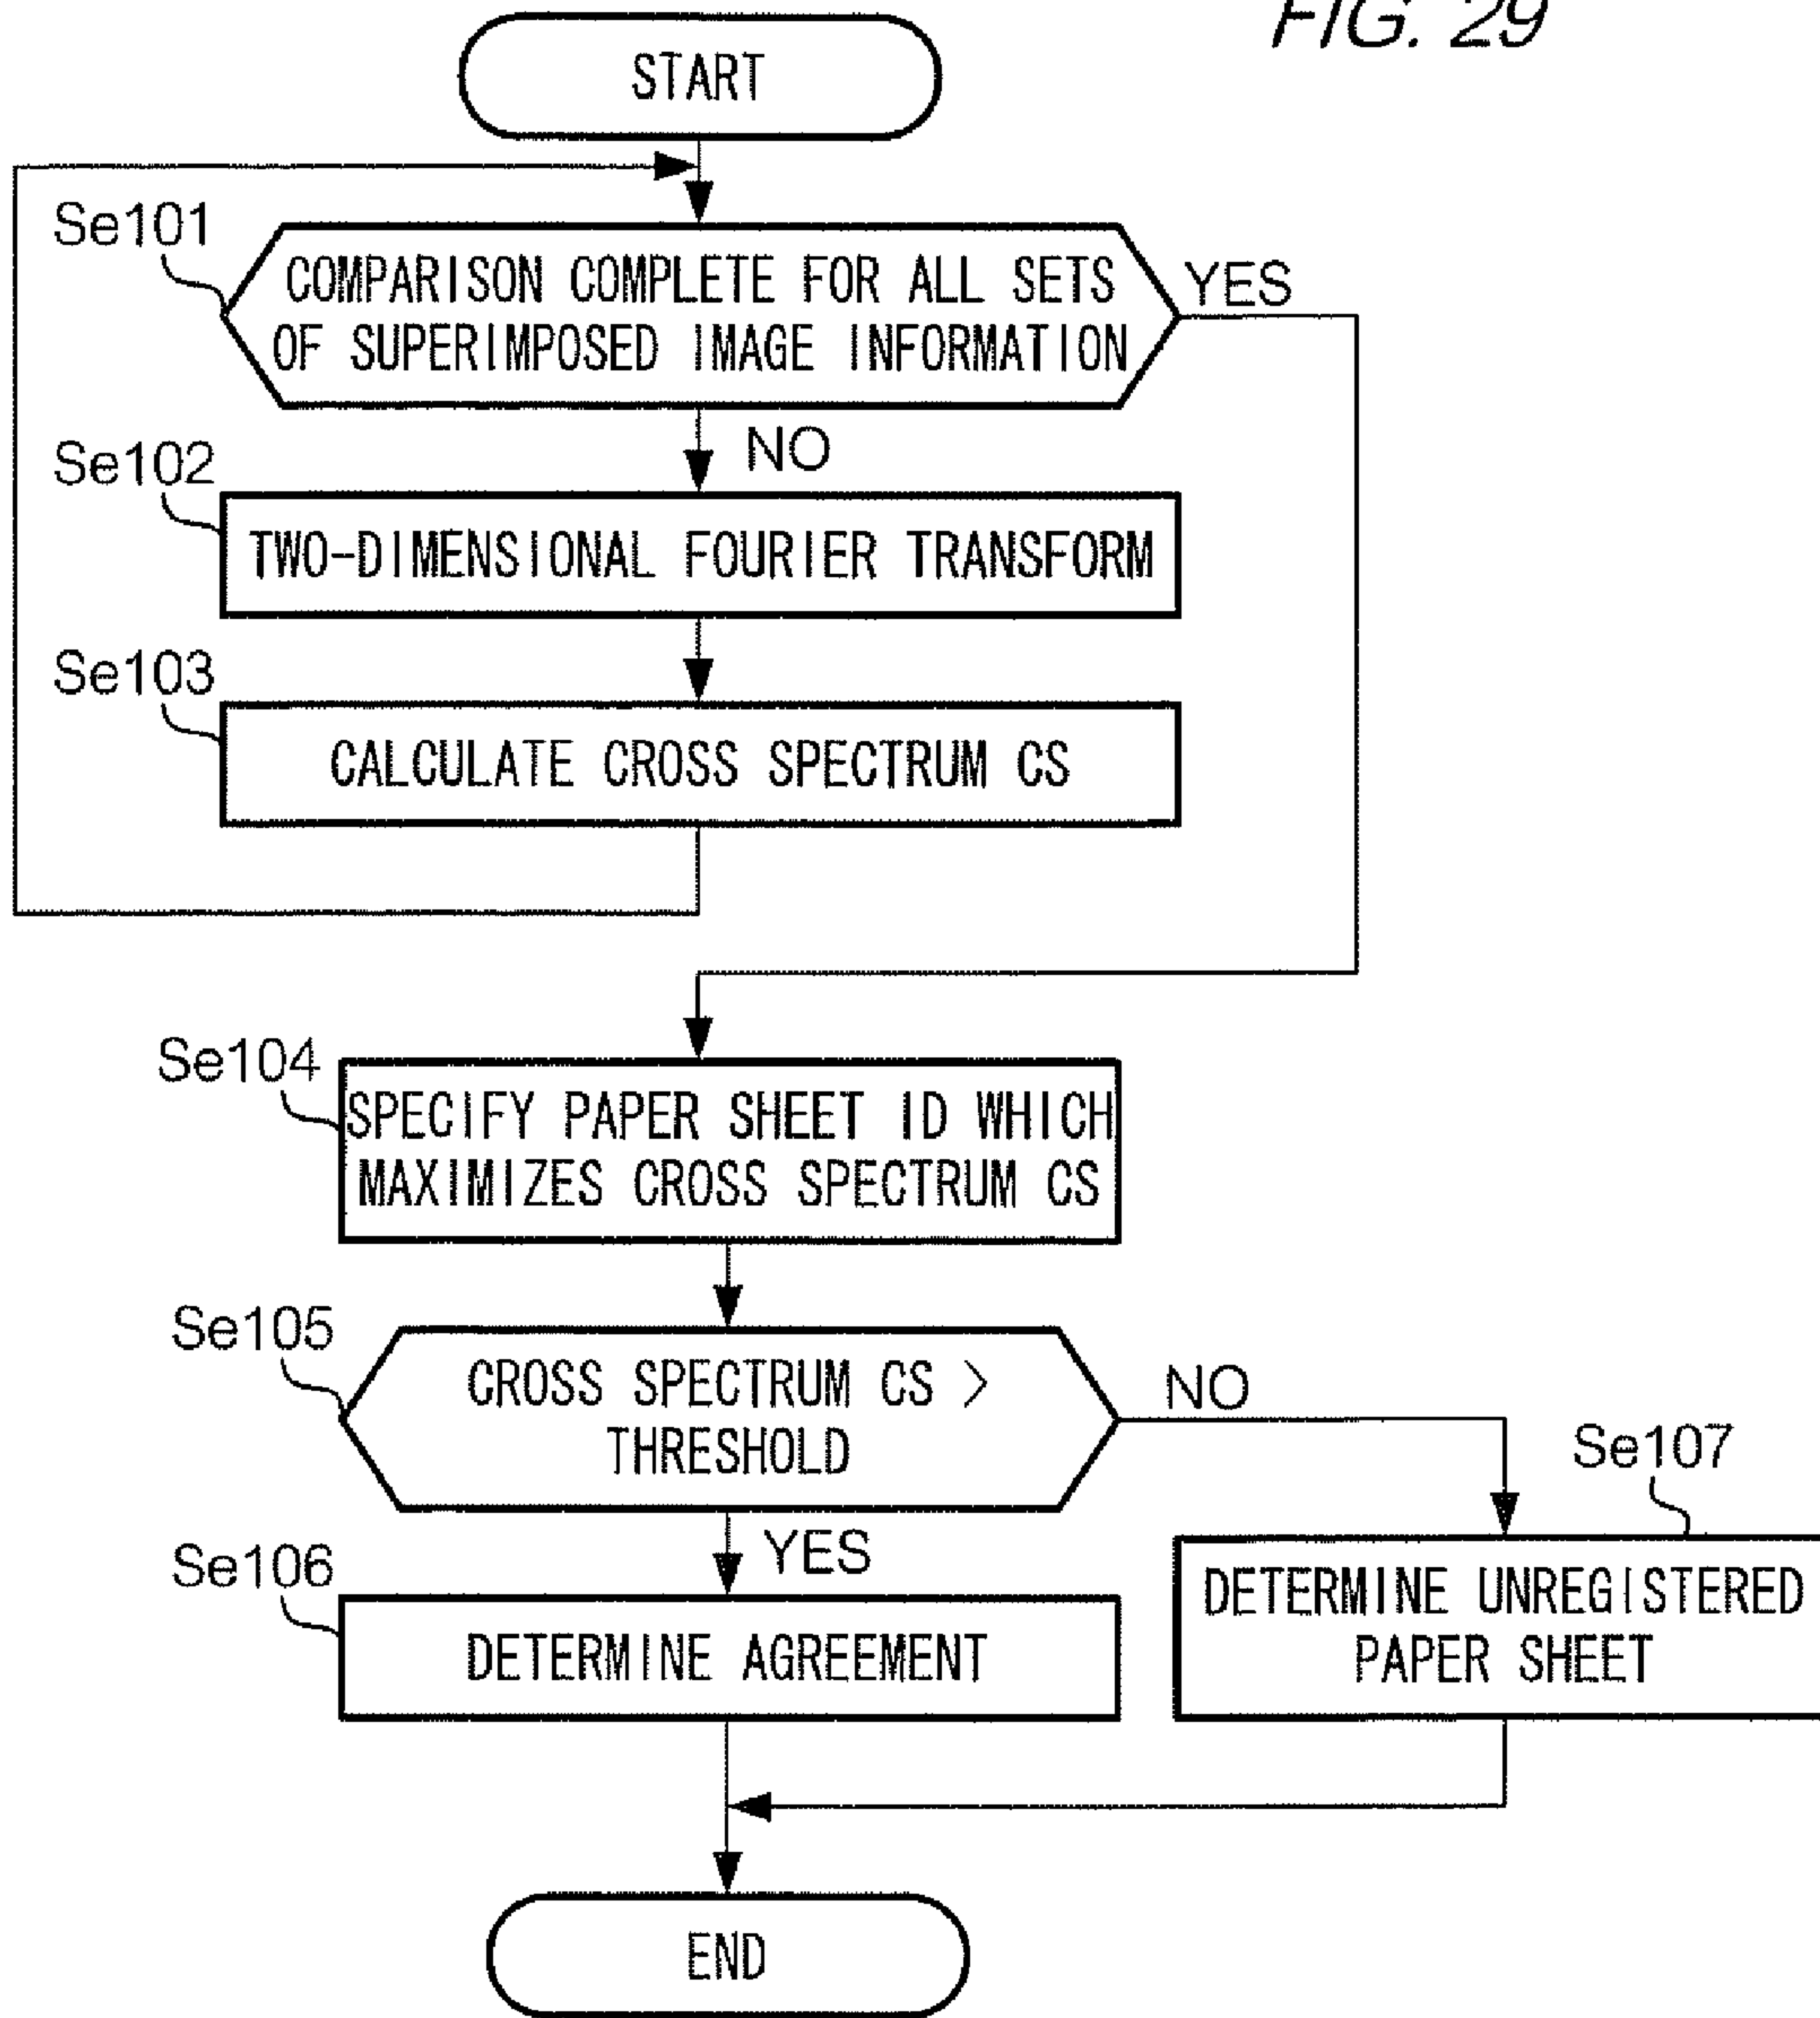 FIG. 29
START
Se101
COMPARISON COMPLETE FOR ALL SETS
OF SUPERIMPOSED IMAGE INFORMATION
YES
NO
Se102
TWO-DIMENSIONAL FOURIER TRANSFORM
Se103
CALCULATE CROSS SPECTRUM CS
Se104
SPECIFY PAPER SHEET ID WHICH
MAXIMIZES CROSS SPECTRUM CS
Se105
CROSS SPECTRUM CS >
THRESHOLD
NO
YES
Se106
DETERMINE AGREEMENT
Se107
DETERMINE UNREGISTERED
PAPER SHEET
END